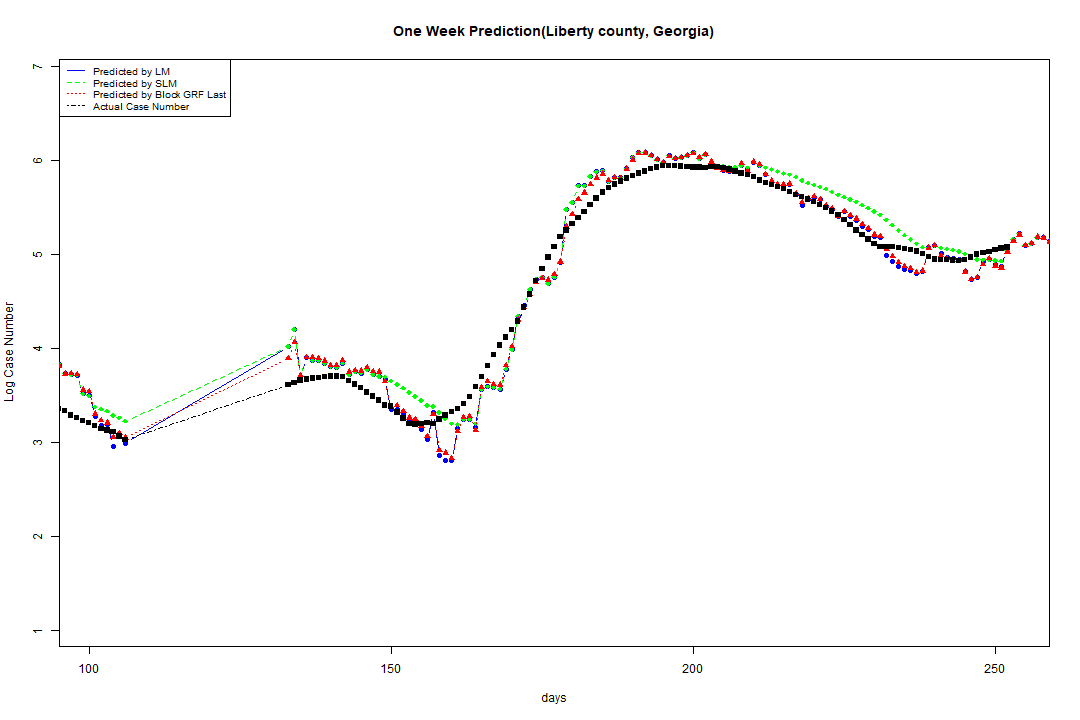 One Week Prediction(Liberty county, Georgia)
Predicted by LM
Predicted by SLM
Predicted by Block GRF Last
Actual Case Number
7
6
5
4
3
2
1
Log Case Number
100 150 200 250
days